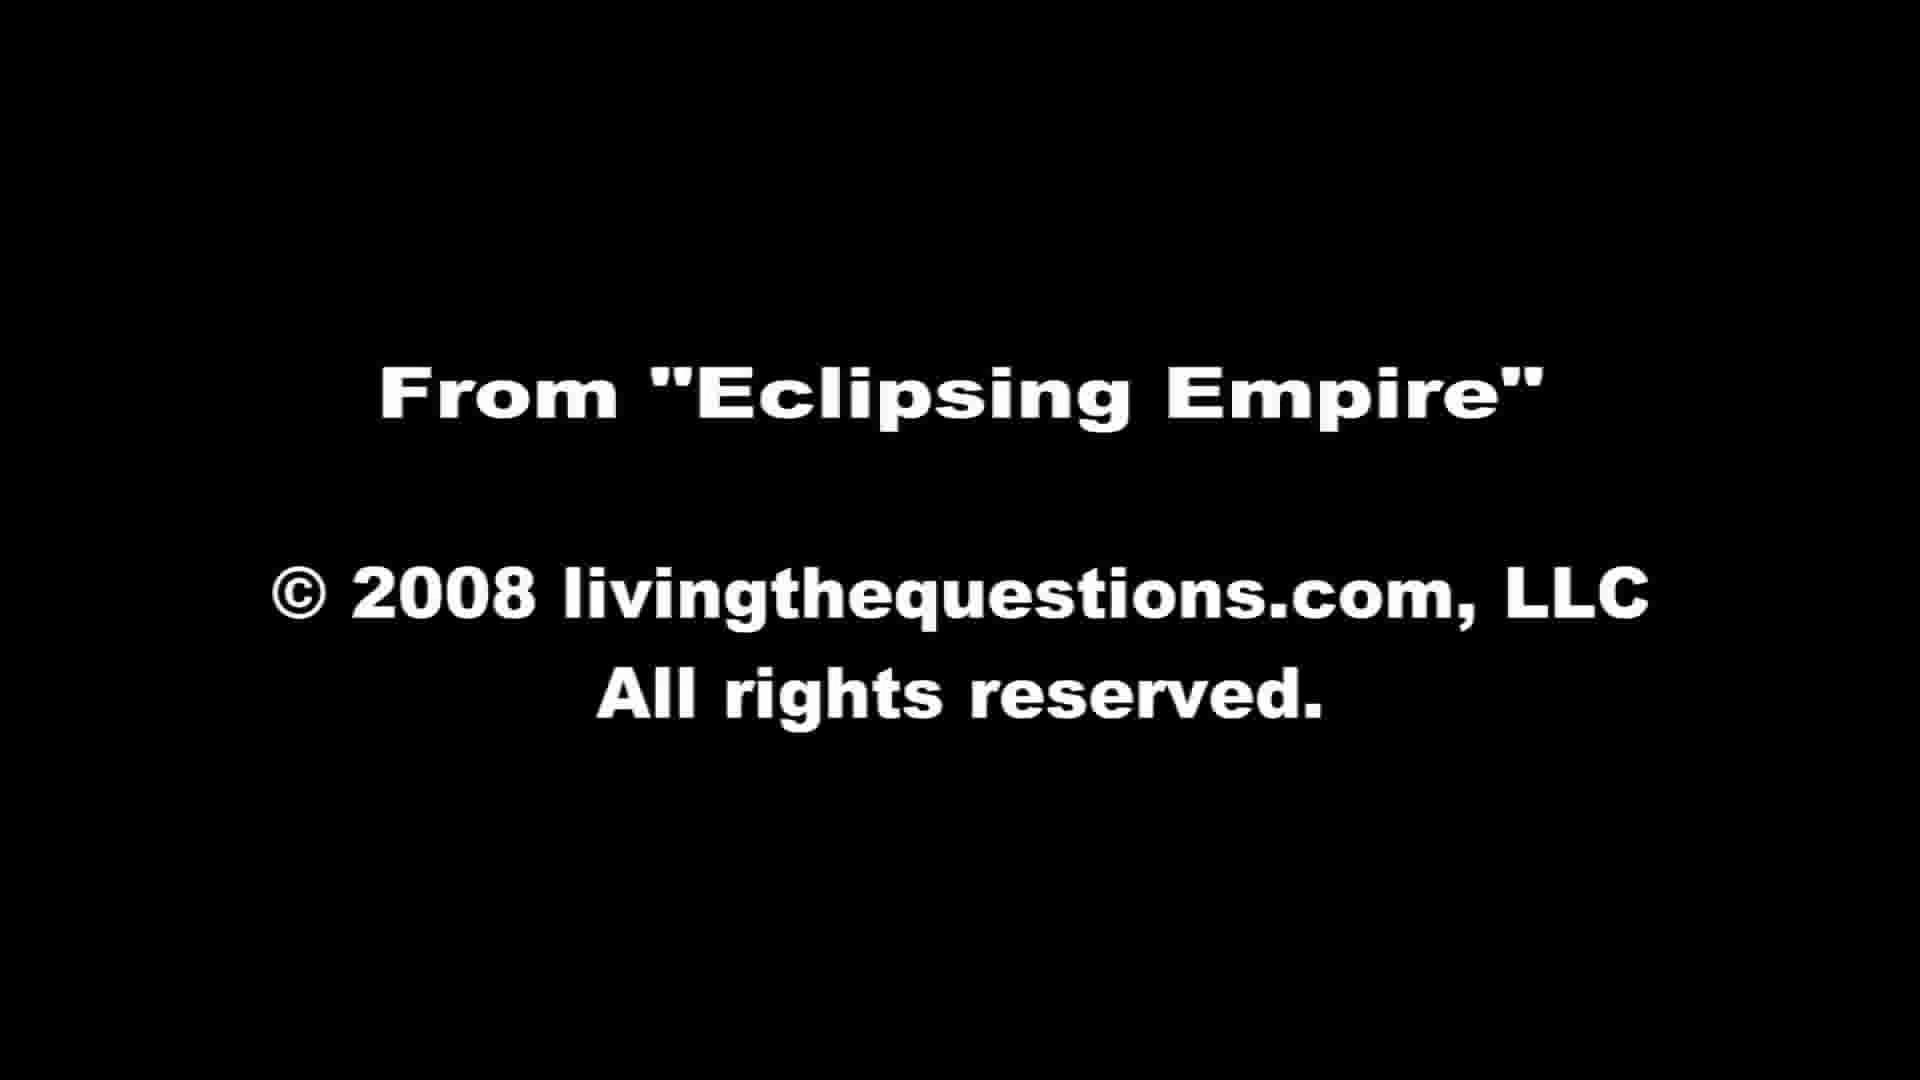 From "Eclipsing Empire"
© 2008 livingthequestions.com, LLC
All rights reserved.